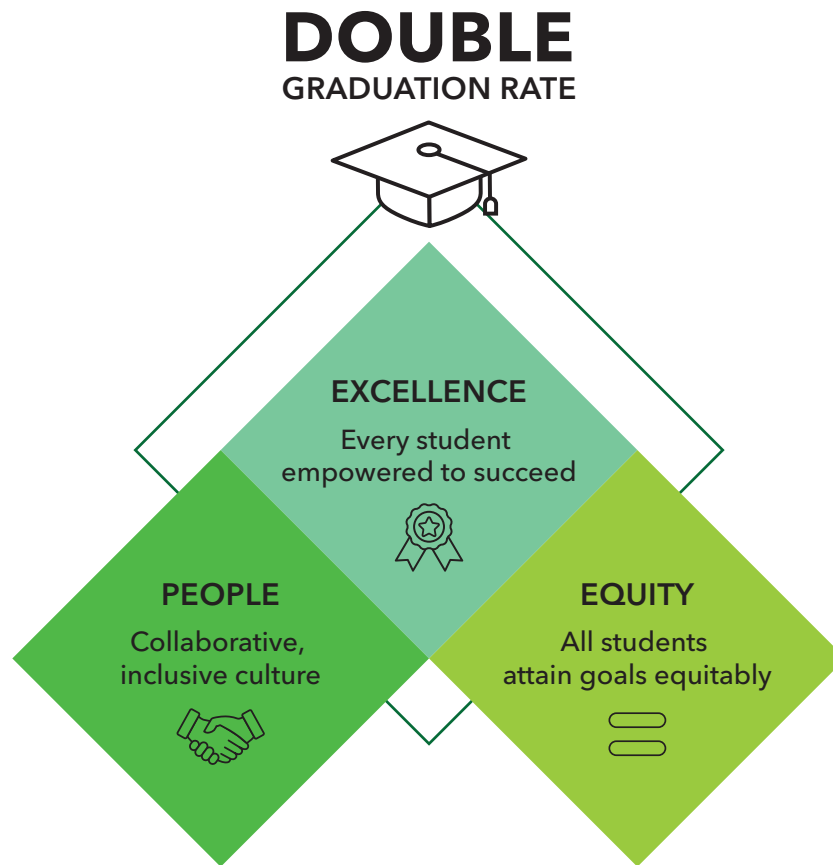 DOUBLE
GRADUATION RATE
EXCELLENCE
Every student
empowered to succeed
PEOPLE
Collaborative,
inclusive culture
EQUITY
All students
attain goals equitably